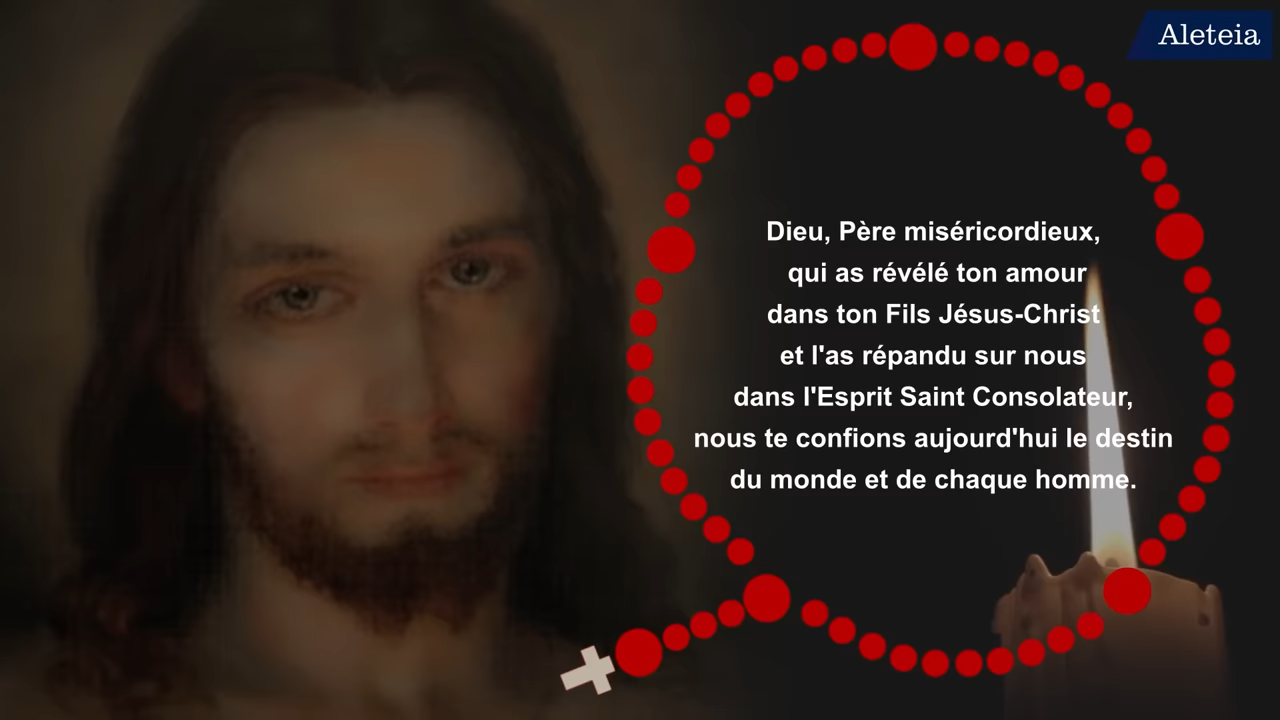 Aleteia
Dieu, Père miséricordieux,
qui as révélé ton amour
dans ton Fils Jésus-Christ
et l'as répandu sur nous
dans l'Esprit Saint Consolateur,
nous te confions aujourd'hui le destin
du monde et de chaque homme.